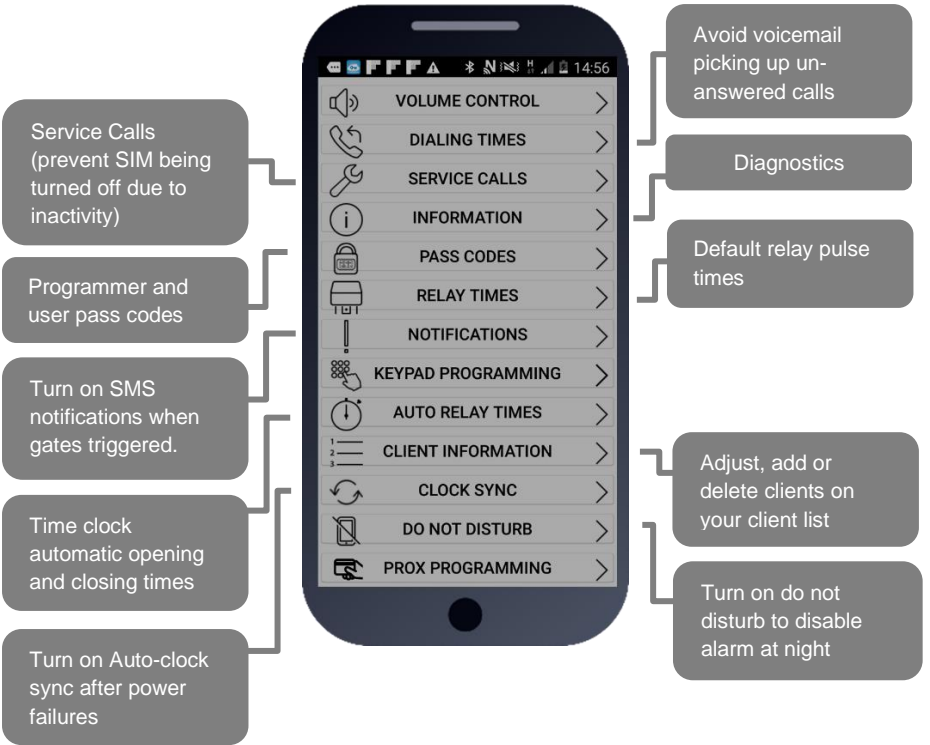 Service Calls
(prevent SIM being
turned off due to
inactivity)
Programmer and
user pass codes
Turn on SMS
notifications when
gates triggered.
Time clock
automatic opening
and closing times
Turn on Auto-clock
sync after power
failures
14:56
VOLUME CONTROL
DIALING TIMES
SERVICE CALLS
INFORMATION
PASS CODES
RELAY TIMES
NOTIFICATIONS
KEYPAD PROGRAMMING
AUTO RELAY TIMES
1
2
3
CLIENT INFORMATION
CLOCK SYNC
DO NOT DISTURB
PROX PROGRAMMING
Avoid voicemail
picking up un-
answered calls
Diagnostics
Default relay pulse
times
Adjust, add or
delete clients on
your client list
Turn on do not
disturb to disable
alarm at night